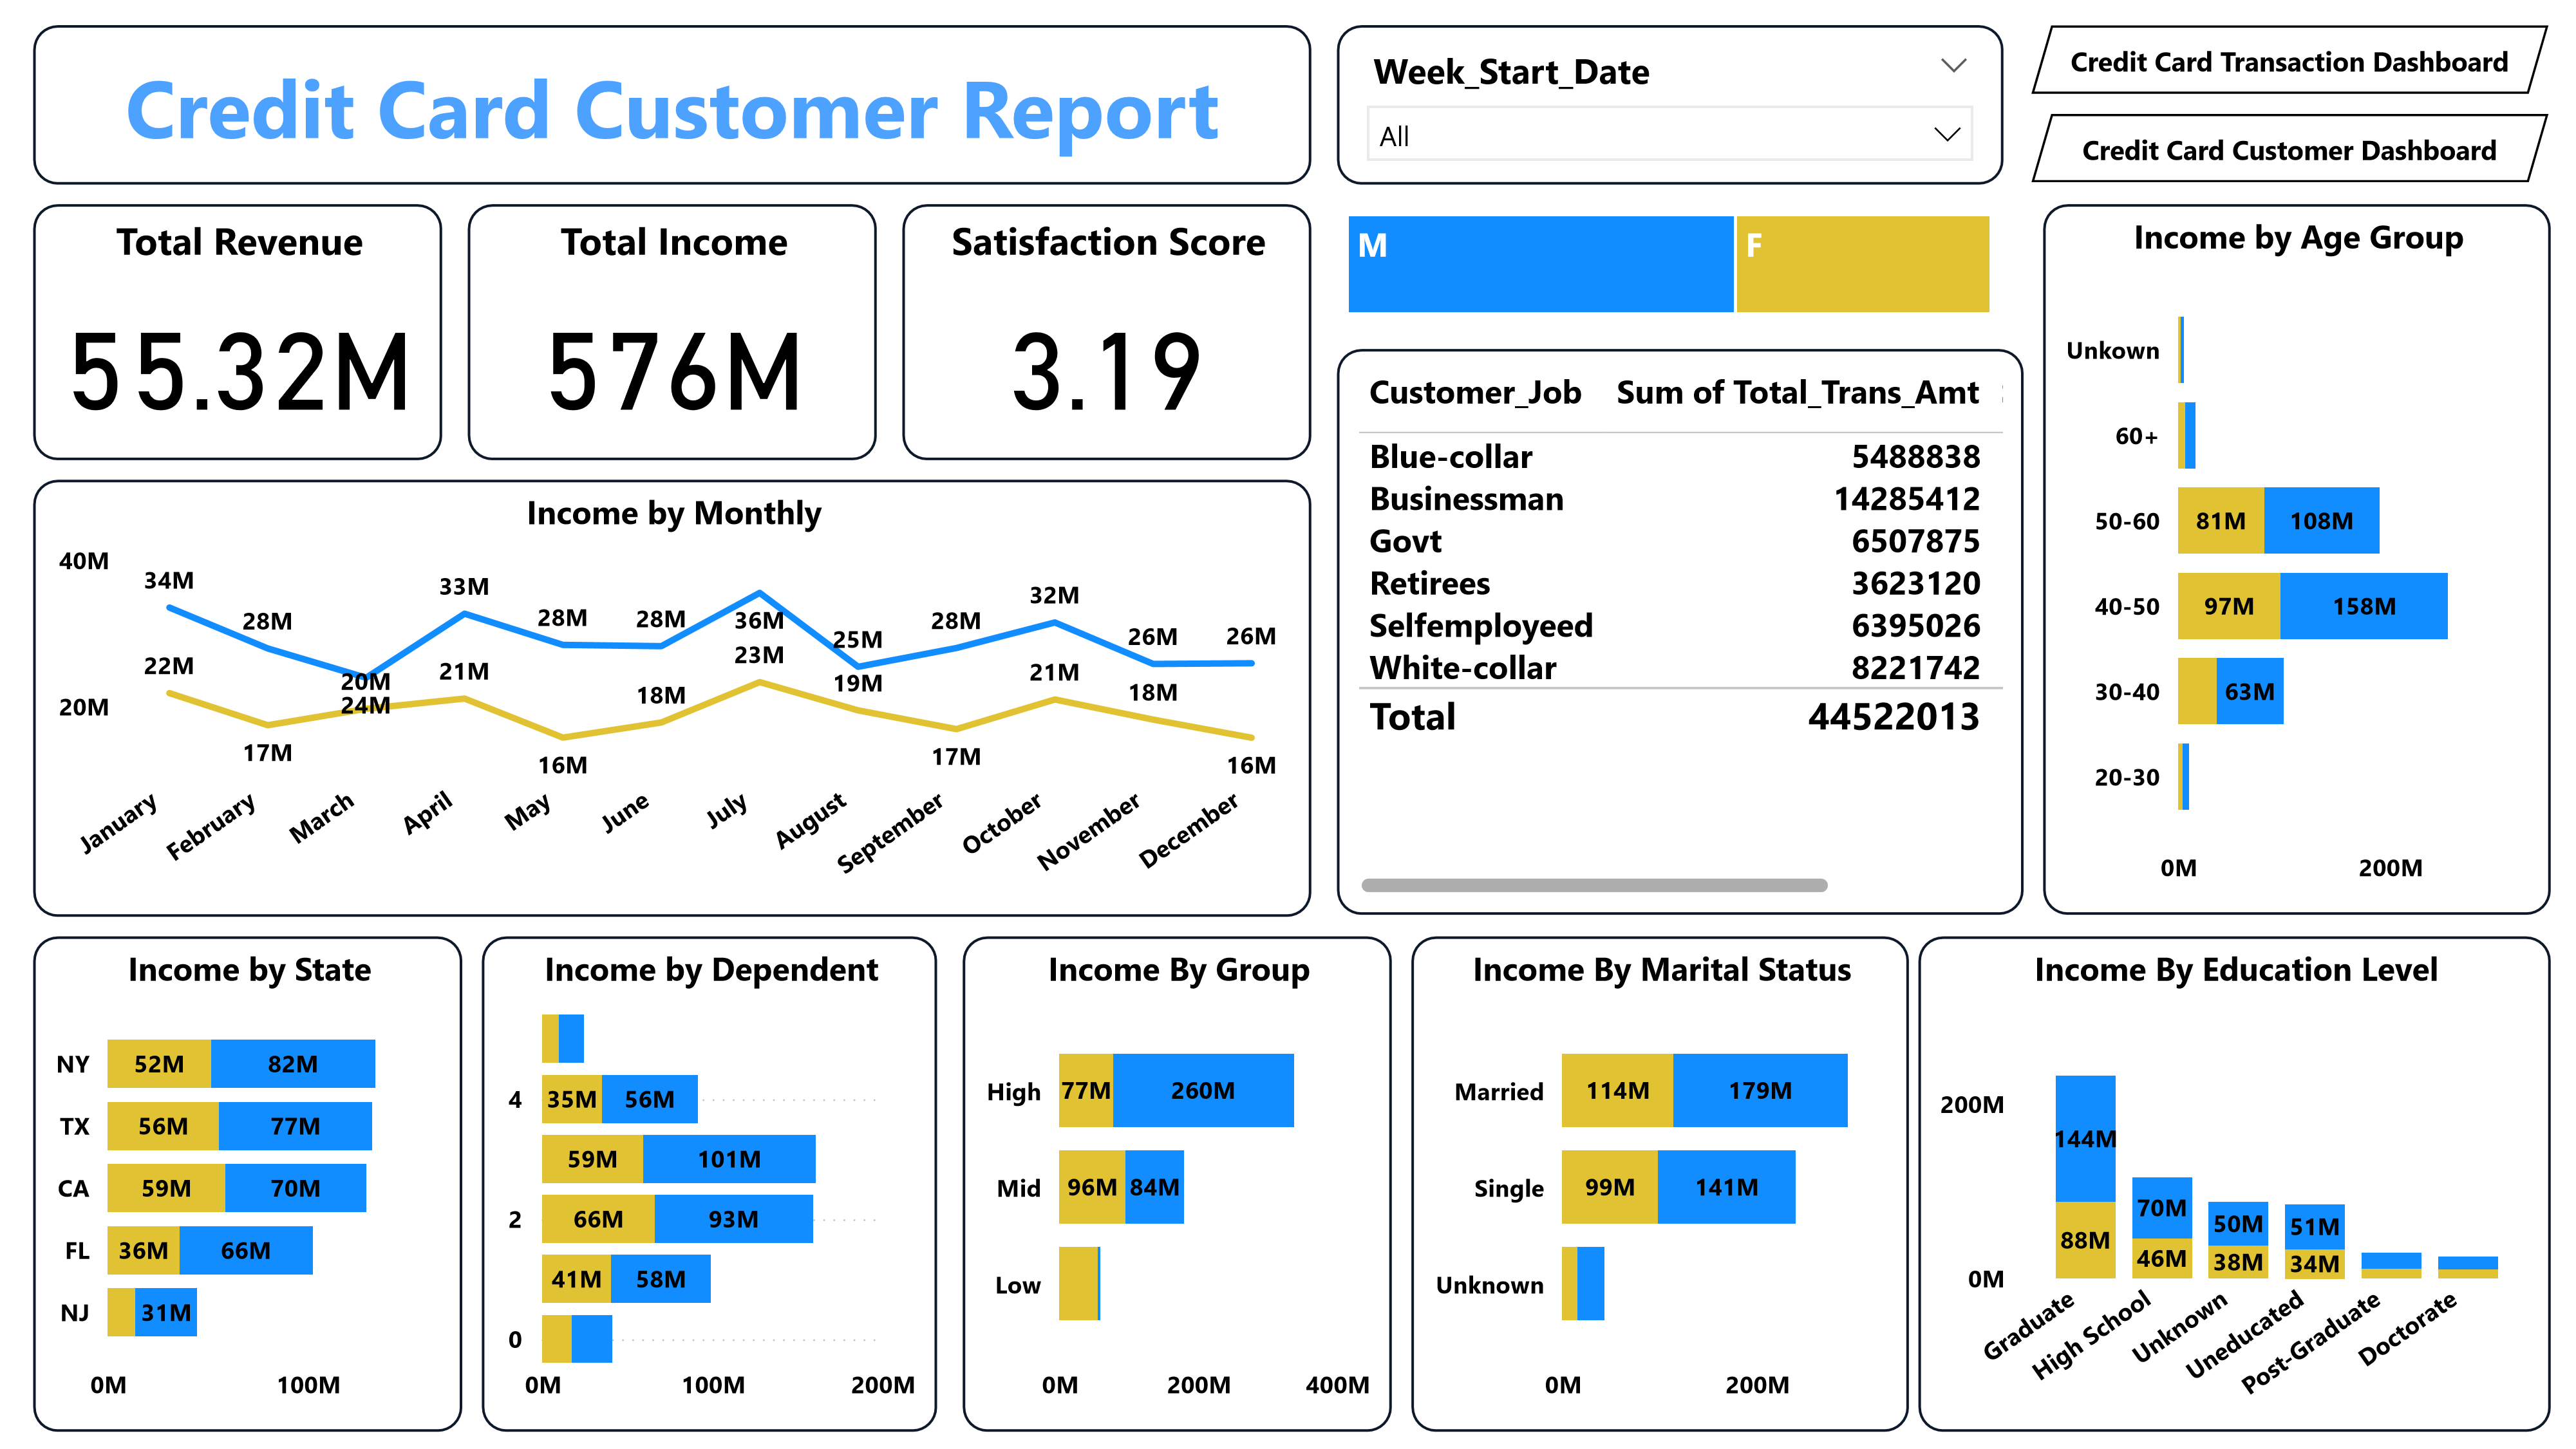 Credit Card Customer Report
Week_Start_Date
All
Credit Card Transaction Dashboard
Credit Card Customer Dashboard
Total Revenue
55.32M
Total Income
576M
Satisfaction Score
3.19
M
F
Customer_Job Sum of Total_Trans_Amt
Blue-collar 5488838
Businessman 14285412
Govt 6507875
Retirees 3623120
Selfemployeed 6395026
White-collar 8221742
Total 44522013
Income by Age Group
Unkown
60+
50-60 81M 108M
40-50 97M 158M
30-40 63M
20-30
0M 200M
Income by Monthly
40M
20M
34M 28M 20M 33M 28M 28M 36M 25M 28M 32M 26M 26M
22M 17M 24M 21M 16M 18M 23M 19M 17M 21M 18M 16M
January February March April May June July August September October November December
Income by State
NY 52M 82M
TX 56M 77M
CA 59M 70M
FL 36M 66M
NJ 31M
0M 100M
Income by Dependent
4 35M 56M
59M 101M
2 66M 93M
41M 58M
0
0M 100M 200M
Income By Group
High 77M 260M
Mid 96M 84M
Low
0M 200M 400M
Income By Marital Status
Married 114M 179M
Single 99M 141M
Unknown
0M 200M
Income By Education Level
200M
0M
144M 70M 50M 51M
88M 46M 38M 34M
Graduate High School Unknown Uneducated Post-Graduate Doctorate